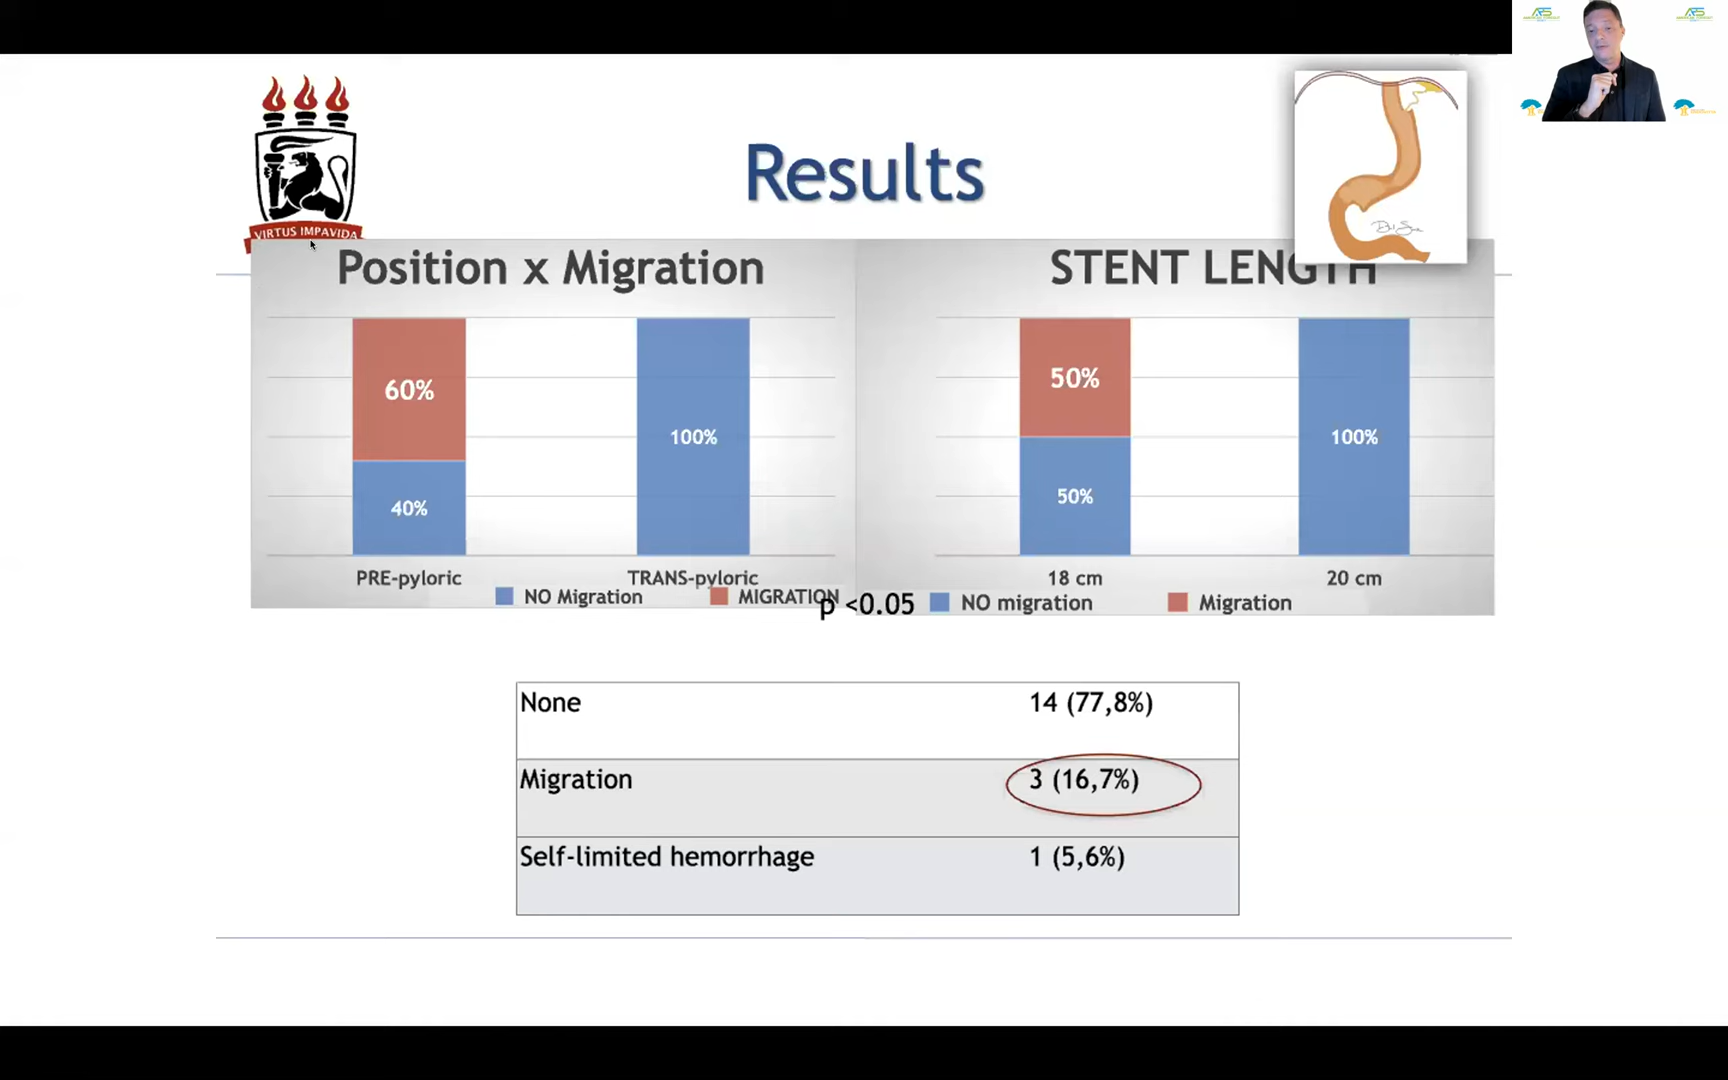 VIRTUS IMPAVIDA
Results
Position x Migration
60%
40%
100%
PRE-pyloric
TRANS-pyloric
NO Migration
MIGRATION
STENT LENGTH
50%
50%
100%
18 cm
20 cm
p <0.05
NO migration
Migration
None 14 (77,8%)
Migration 3 (16,7%)
Self-limited hemorrhage 1 (5,6%)